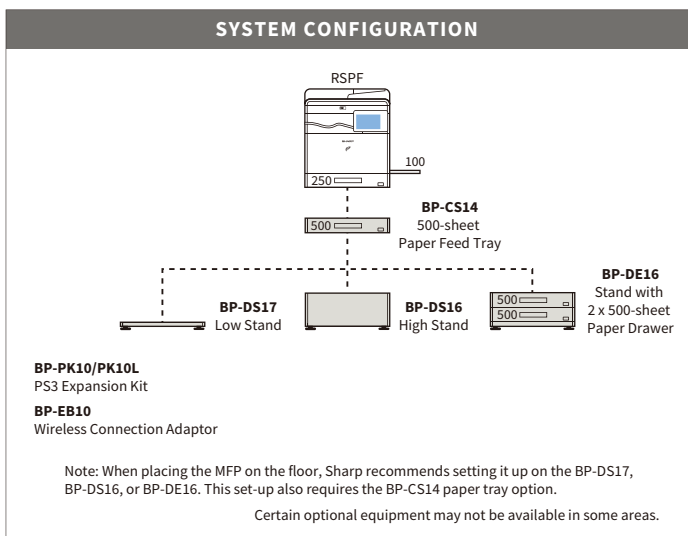 SYSTEM CONFIGURATION
RSPF
100
250
500
BP-CS14
500-sheet
Paper Feed Tray
BP-DS17
Low Stand
BP-DS16
High Stand
500
500
BP-DE16
Stand with
2 x 500-sheet
Paper Drawer
BP-PK10/PK10L
PS3 Expansion Kit
BP-EB10
Wireless Connection Adaptor
Note: When placing the MFP on the floor, Sharp recommends setting it up on the BP-DS17,
BP-DS16, or BP-DE16. This set-up also requires the BP-CS14 paper tray option.
Certain optional equipment may not be available in some areas.